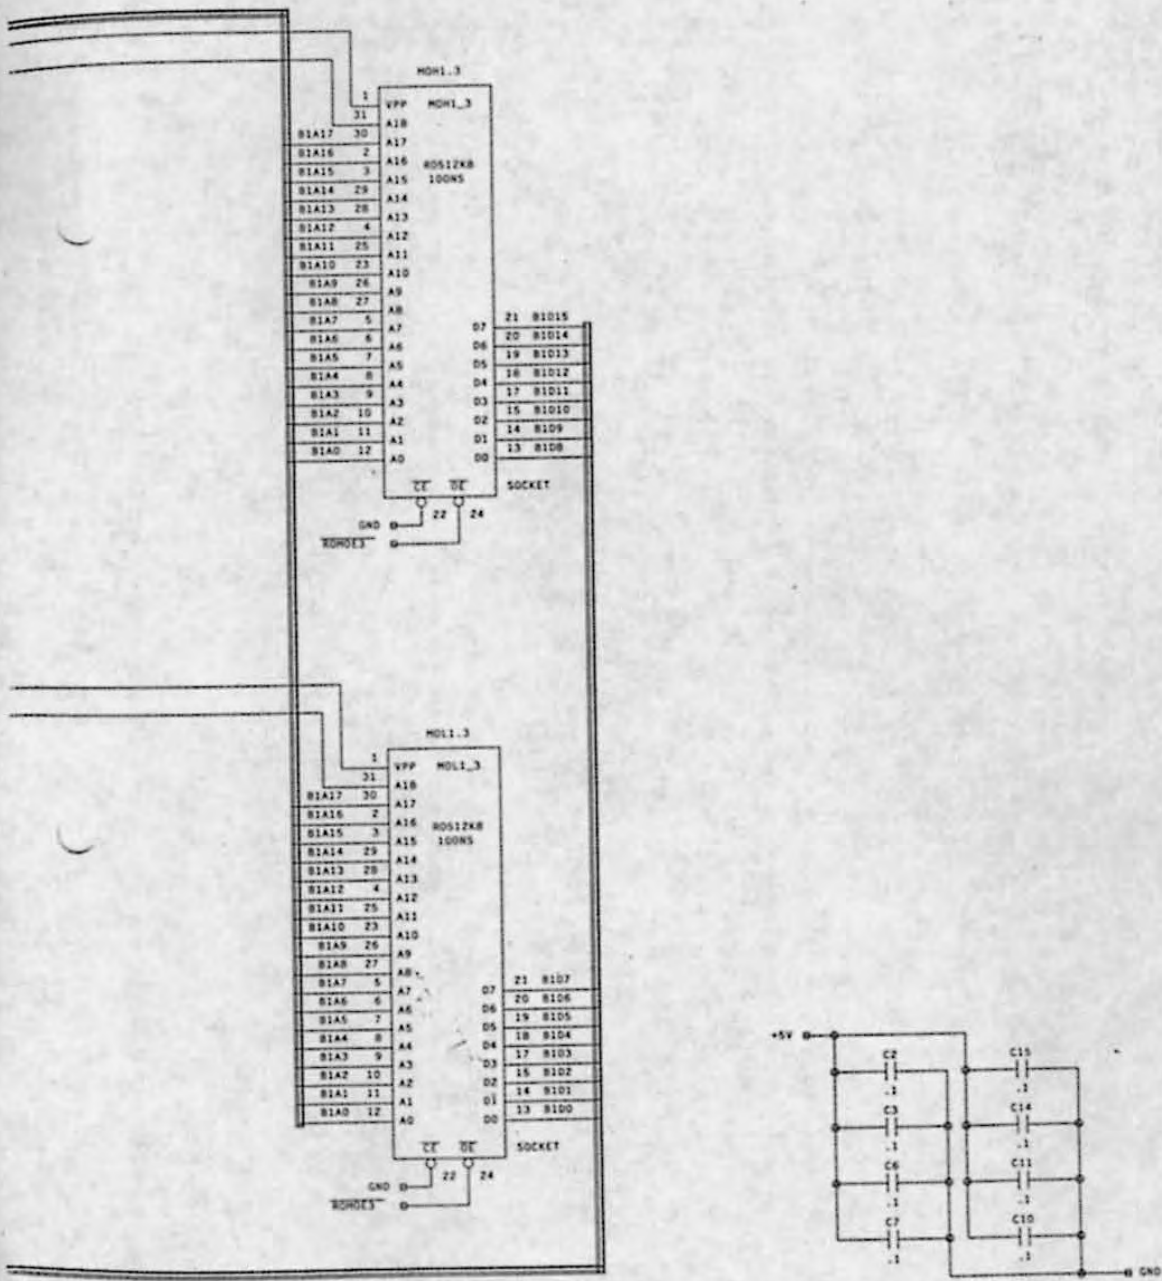 MOH1.3
1 VPP MOH1_3
31 A18
B1A17 30 A17
B1A16 2 A16
B1A15 3 A15
B1A14 29 A14
B1A13 28 A13
B1A12 4 A12
B1A11 25 A11
B1A10 23 A10
B1A9 26 A9
B1A8 27 A8
B1A7 5 A7
B1A6 6 A6
B1A5 7 A5
B1A4 8 A4
B1A3 9 A3
B1A2 10 A2
B1A1 11 A1
B1A0 12 A0
RO512KB
100NS
D7 21 B1D15
D6 20 B1D14
D5 19 B1D13
D4 18 B1D12
D3 17 B1D11
D2 15 B1D10
D1 14 B1D9
D0 13 B1D8
CE OE SOCKET
22 24
GND
ROMOE3
MOL1.3
1 VPP MOL1_3
31 A18
B1A17 30 A17
B1A16 2 A16
B1A15 3 A15
B1A14 29 A14
B1A13 28 A13
B1A12 4 A12
B1A11 25 A11
B1A10 23 A10
B1A9 26 A9
B1A8 27 A8
B1A7 5 A7
B1A6 6 A6
B1A5 7 A5
B1A4 8 A4
B1A3 9 A3
B1A2 10 A2
B1A1 11 A1
B1A0 12 A0
RO512KB
100NS
D7 21 B1D7
D6 20 B1D6
D5 19 B1D5
D4 18 B1D4
D3 17 B1D3
D2 15 B1D2
D1 14 B1D1
D0 13 B1D0
CE OE SOCKET
22 24
GND
ROMOE3
+5V
C2 C15
.1 .1
C3 C14
.1 .1
C6 C11
.1 .1
C7 C10
.1 .1
GND